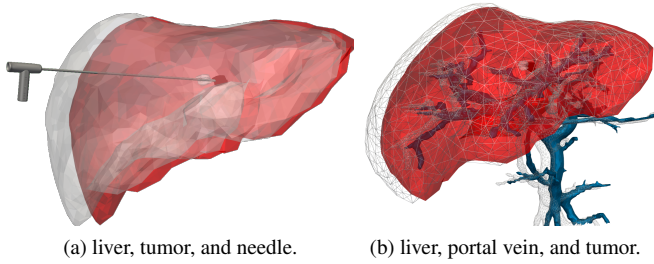 (a) liver, tumor, and needle.
(b) liver, portal vein, and tumor.